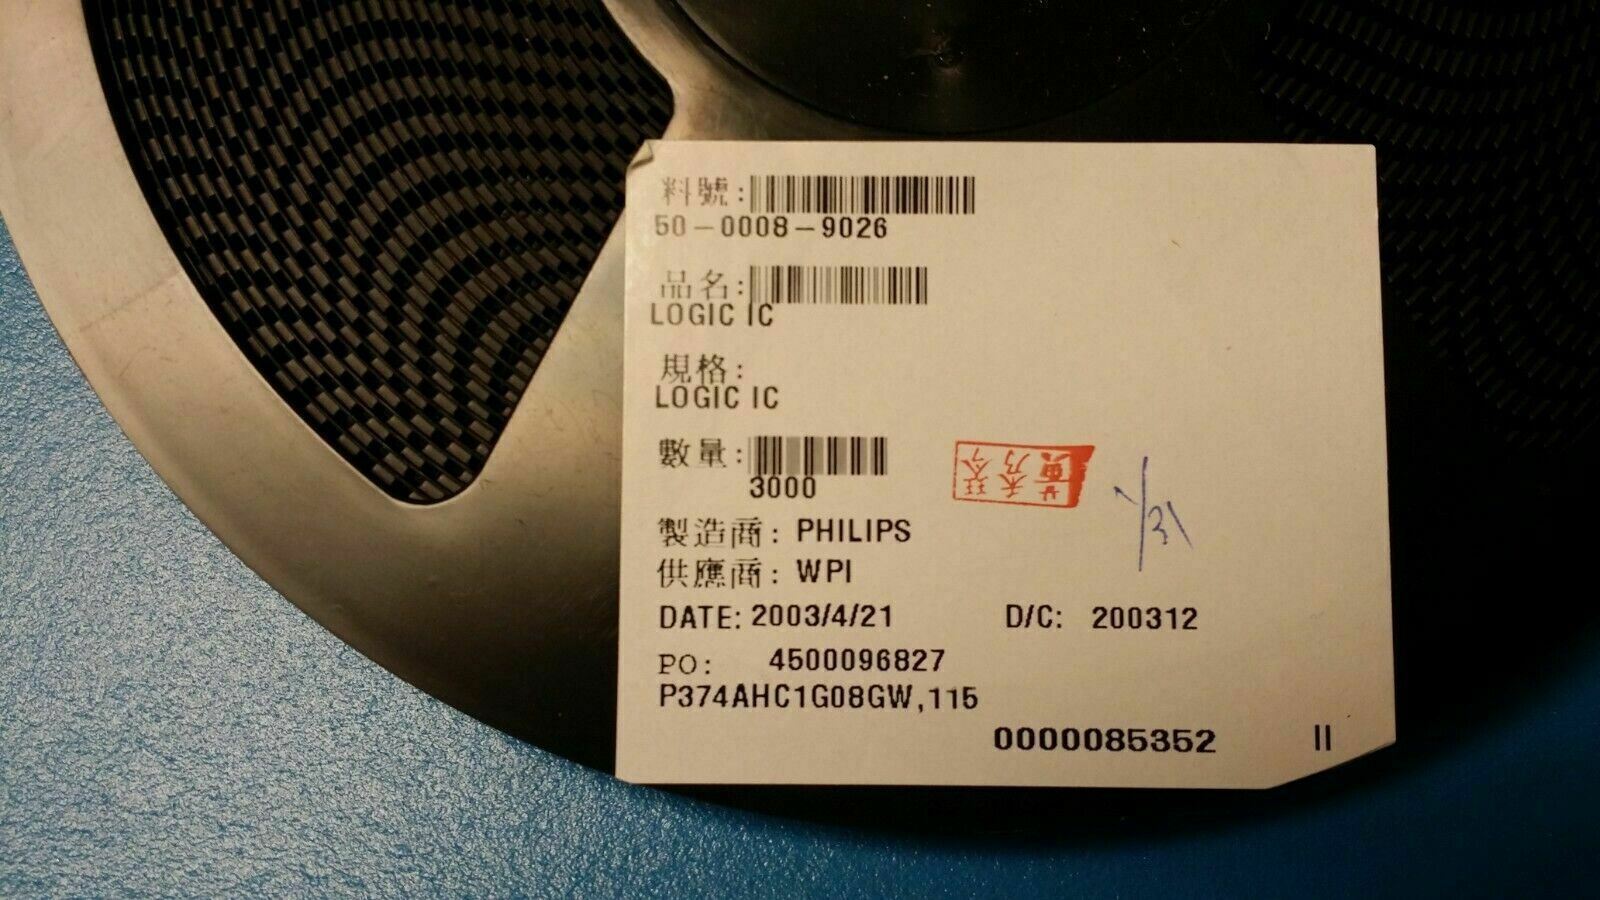 料號:
50-0008-9026
品名:
LOGIC IC
規格:
LOGIC IC
數量:
3000
製造商: PHILIPS
供應商: WPI
DATE: 2003/4/21 D/C: 200312
PO: 4500096827
P374AHC1G08GW,115
0000085352 II